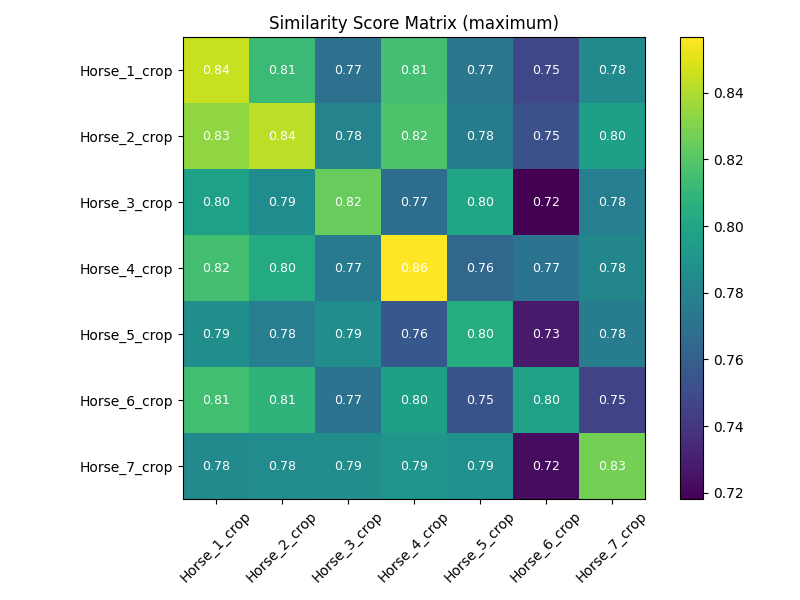 Similarity Score Matrix (maximum)
Horse_1_crop 0.84 0.81 0.77 0.81 0.77 0.75 0.78
Horse_2_crop 0.83 0.84 0.78 0.82 0.78 0.75 0.80
Horse_3_crop 0.80 0.79 0.82 0.77 0.80 0.72 0.78
Horse_4_crop 0.82 0.80 0.77 0.86 0.76 0.77 0.78
Horse_5_crop 0.79 0.78 0.79 0.76 0.80 0.73 0.78
Horse_6_crop 0.81 0.81 0.77 0.80 0.75 0.80 0.75
Horse_7_crop 0.78 0.78 0.79 0.79 0.79 0.72 0.83
Horse_1_crop Horse_2_crop Horse_3_crop Horse_4_crop Horse_5_crop Horse_6_crop Horse_7_crop
0.84
0.82
0.80
0.78
0.76
0.74
0.72